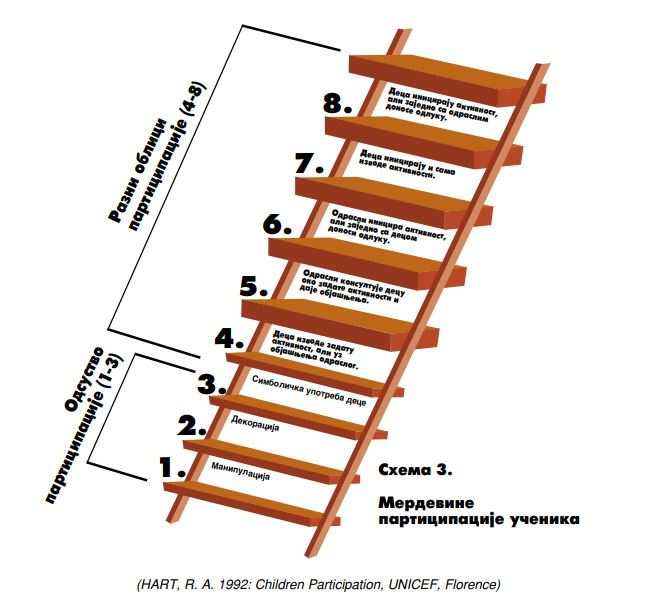 Разни облици
партиципације (4-8)
8.
Деца иницирају активност,
али заједно са одраслим
доносе одлуку.
7.
Деца иницирају и сама
изводе активности.
6.
Одрасли иницира активност,
али заједно са децом
доноси одлуку.
5.
Одрасли консултује децу
око задате активности и
даје објашњења.
4.
Деца изводе задату
активност, али уз
објашњења одраслог.
Одсуство
партиципације (1-3)
3.
Симболичка употреба деце
2.
Декорација
1.
Манипулација
Схема 3.
Мердевине
партиципације ученика
(HART, R. A. 1992: Children Participation, UNICEF, Florence)